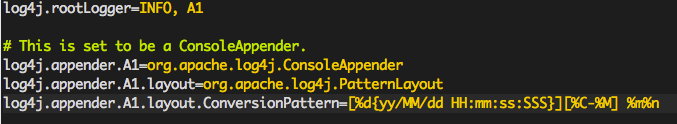 log4j.rootLogger=INFO, A1
# This is set to be a ConsoleAppender.
log4j.appender.A1=org.apache.log4j.ConsoleAppender
log4j.appender.A1.layout=org.apache.log4j.PatternLayout
log4j.appender.A1.layout.ConversionPattern=[%d{yy/MM/dd HH:mm:ss:SSS}][%C-%M] %m%n